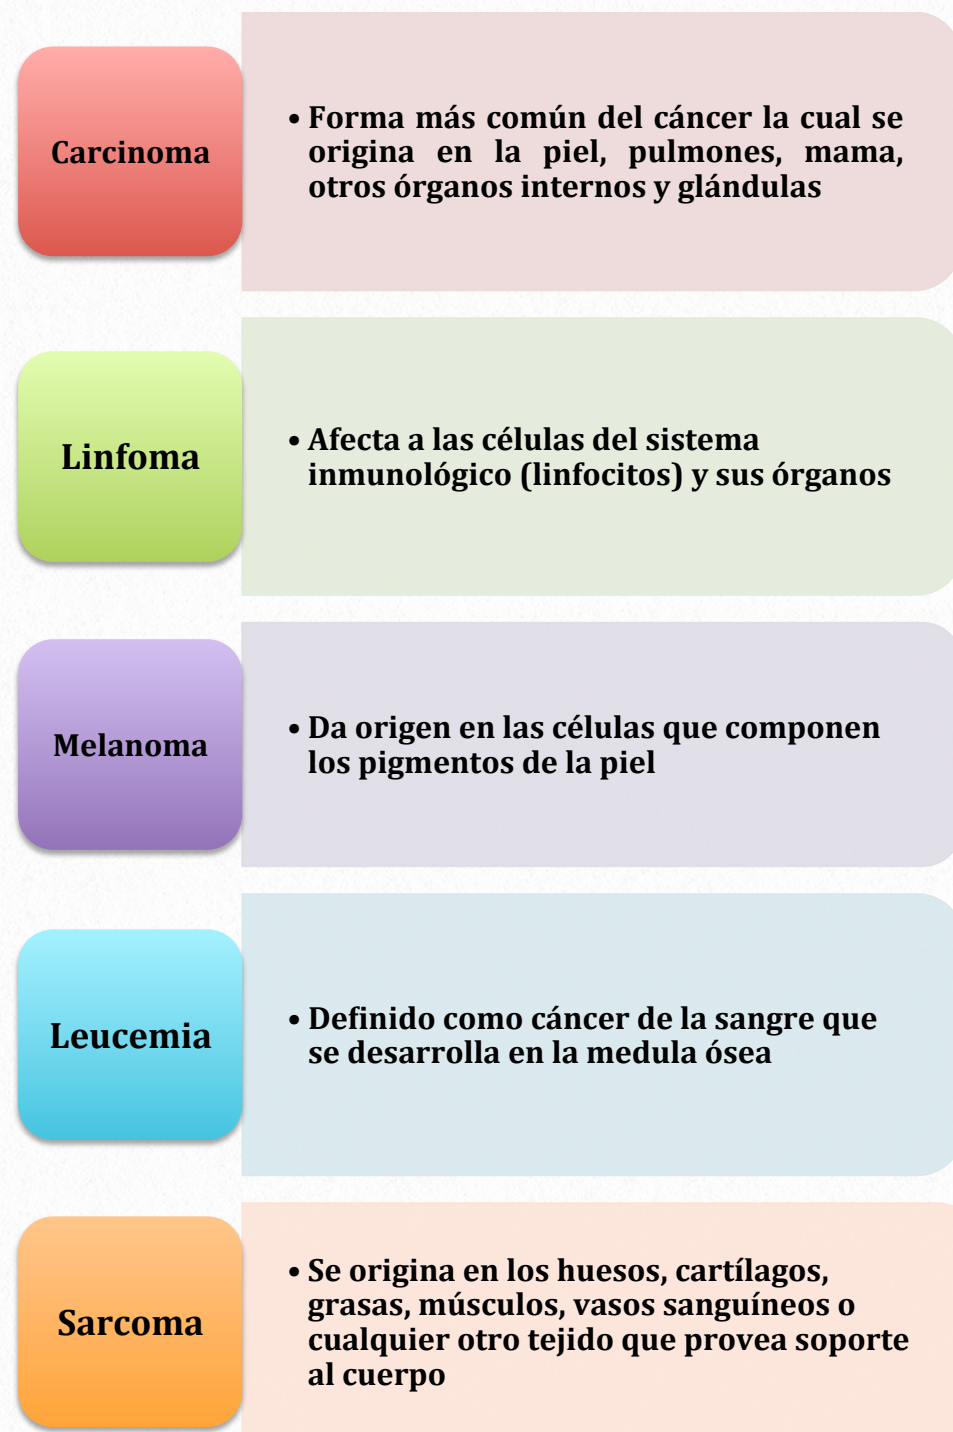 Carcinoma
• Forma más común del cáncer la cual se
origina en la piel, pulmones, mama,
otros órganos internos y glándulas
Linfoma
• Afecta a las células del sistema
inmunológico (linfocitos) y sus órganos
Melanoma
• Da origen en las células que componen
los pigmentos de la piel
Leucemia
• Definido como cáncer de la sangre que
se desarrolla en la medula ósea
Sarcoma
• Se origina en los huesos, cartílagos,
grasas, músculos, vasos sanguíneos o
cualquier otro tejido que provea soporte
al cuerpo